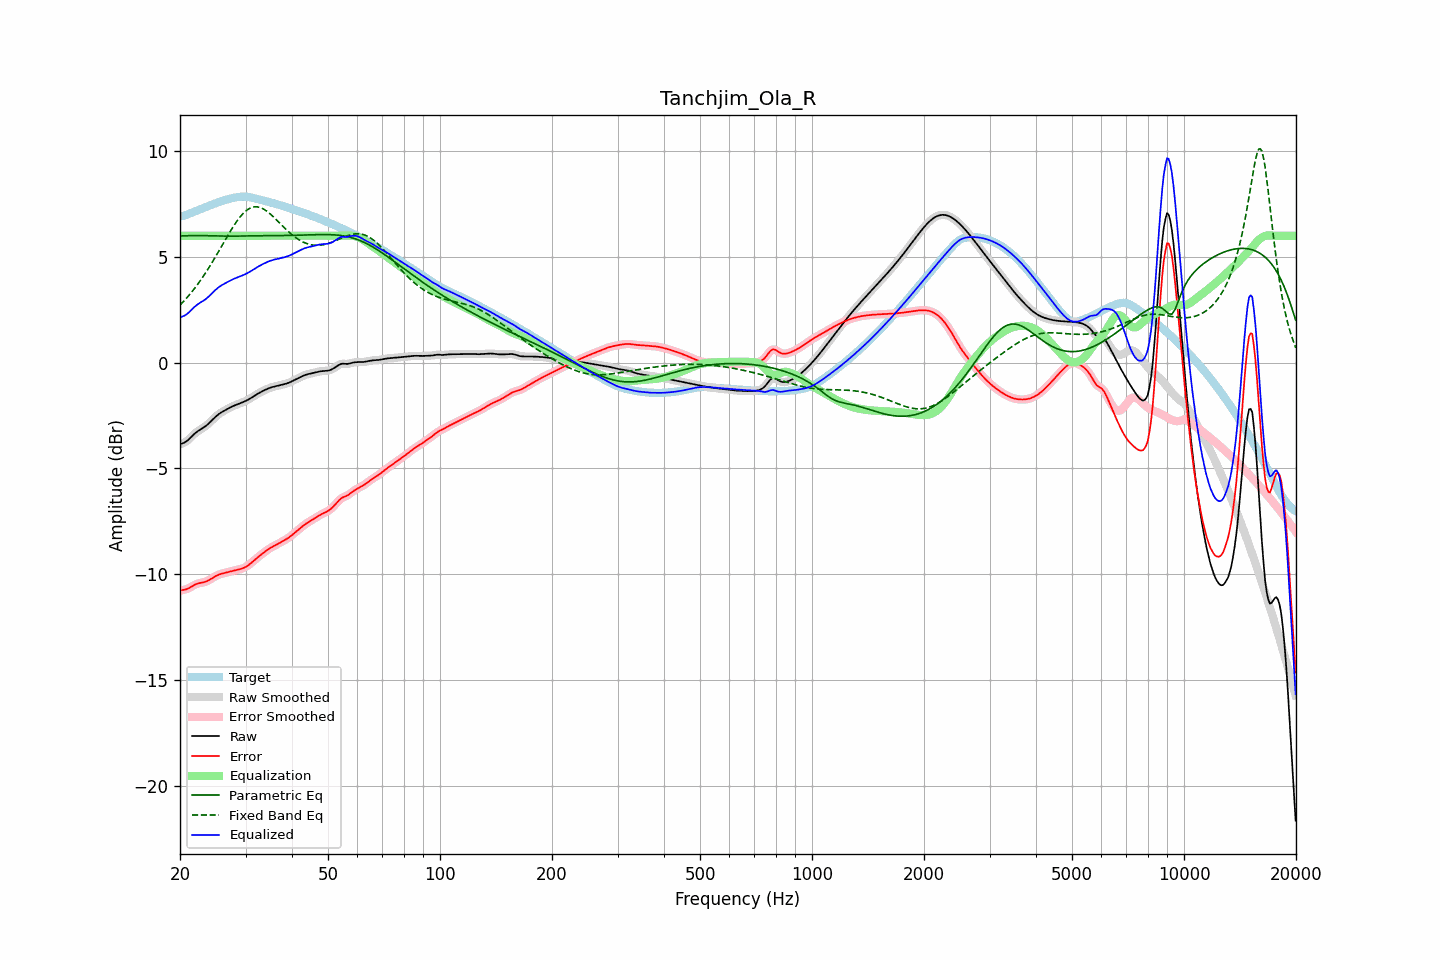 Tanchjim_Ola_R
Amplitude (dBr)
10
5
0
−5
−10
−15
−20
Target
Raw Smoothed
Error Smoothed
Raw
Error
Equalization
Parametric Eq
Fixed Band Eq
Equalized
20 50 100 200 500 1000 2000 5000 10000 20000
Frequency (Hz)